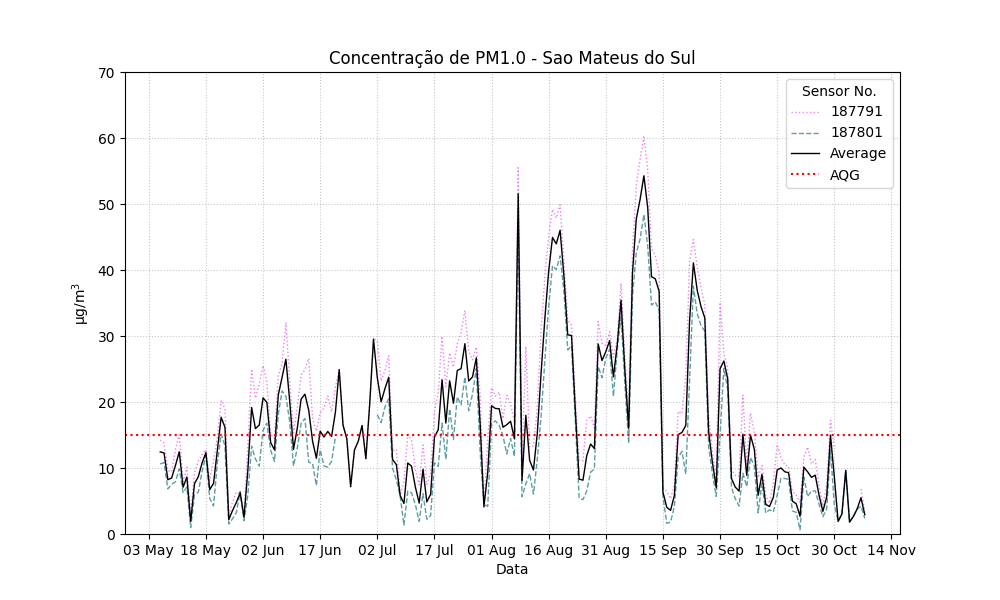 Concentração de PM1.0 - Sao Mateus do Sul
70
60
50
40
30
20
10
0
µg/m³
Sensor No.
187791
187801
Average
AQG
03 May 18 May 02 Jun 17 Jun 02 Jul 17 Jul 01 Aug 16 Aug 31 Aug 15 Sep 30 Sep 15 Oct 30 Oct 14 Nov
Data